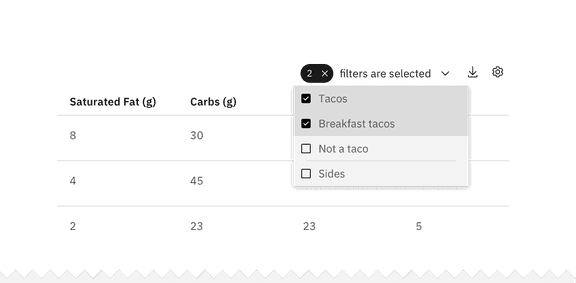 2 × filters are selected
Saturated Fat (g) Carbs (g)
Tacos
Breakfast tacos
Not a taco
Sides
8 30
4 45
2 23 23 5